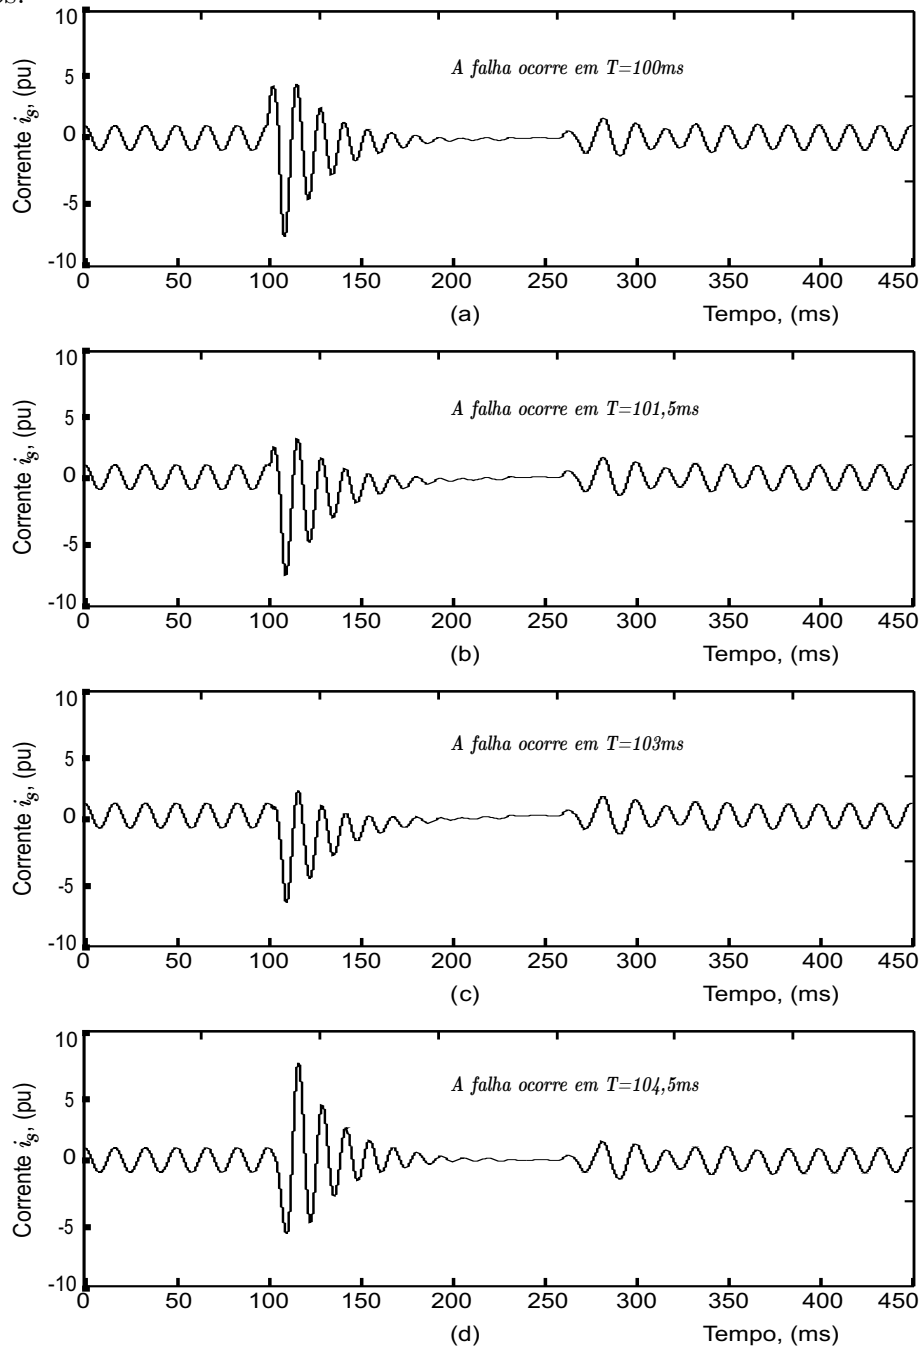 10
A falha ocorre em T=100ms
5
0
-5
-10
Corrente is, (pu)
0 50 100 150 200 250 300 350 400 450
(a) Tempo, (ms)
10
A falha ocorre em T=101,5ms
5
0
-5
-10
Corrente is, (pu)
0 50 100 150 200 250 300 350 400 450
(b) Tempo, (ms)
10
A falha ocorre em T=103ms
5
0
-5
-10
Corrente is, (pu)
0 50 100 150 200 250 300 350 400 450
(c) Tempo, (ms)
10
A falha ocorre em T=104,5ms
5
0
-5
-10
Corrente is, (pu)
0 50 100 150 200 250 300 350 400 450
(d) Tempo, (ms)